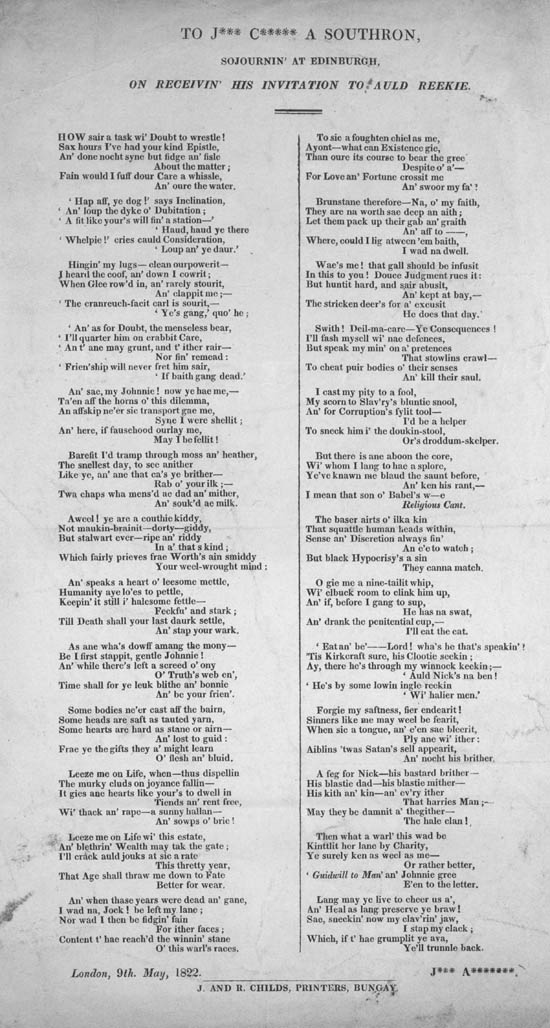 TO J*** C***** A SOUTHRON,
SOJOURNIN' AT EDINBURGH,
ON RECEIVIN' HIS INVITATION TO AULD REEKIE.
HOW sair a task wi' Doubt to wrestle!
Sax hours I've had your kind Epistle,
An' done nocht syne but fidge an' fisle
About the matter;
Fain would I fuff dour Care a whissle,
An' oure the water.
' Hap aff, ye dog!' says Inclination,
' An' loup the dyke o' Dubitation;
' A fit like your's will fin' a station—'
' Haud, haud ye there
' Whelpie!' cries cauld Consideration,
' Loup an' ye daur.'
Hingin' my lugs—clean ourpowerit—
I heard the coof, an' down I cowrit;
When Glee row'd in, an' rarely stourit,
An' clappit me;—
' The cranreuch-facit carl is sourit,—
' Ye's gang,' quo' he;
' An' as for Doubt, the menseless bear,
' I'll quarter him on crabbit Care,
' An t' ane may grunt, and t' ither rair—
Nor fin' remead:
' Frien'ship will never fret him sair,
' If baith gang dead.'
An' sae, my Johnnie! now ye hae me,—
Ta'en aff the horns o' this dilemma,
An affskip ne'er sic transport gae me,
Syne I were shellit;
An' here, if fausehood ourlay me,
May I be fellit!
Barefit I'd tramp through moss an' heather,
The snellest day, to see anither
Like ye, an' ane that ca's ye brither—
Rab o' your ilk;—
Twa chaps wha mens'd ae dad an' mither,
An' souk'd ae milk.
Aweel! ye are a couthie kiddy,
Not maukin-brainit—dorty—giddy,
But stalwart ever—ripe an' riddy
In a' that s kind;
Which fairly prieves frae Worth's ain smiddy
Your weel-wrought mind:
An' speaks a heart o' leesome mettle,
Humanity aye lo'es to pettle,
Keepin' it still i' halesome fettle—
Feckfu' and stark;
Till Death shall your last daurk settle,
An' stap your wark.
As ane wha's dowff amang the mony—
Be I first stappit, gentle Johnnie!
An' while there's left a screed o' ony
O' Truth's web en',
Time shall for ye leuk blithe an' bonnie
An' be your frien'.
Some bodies ne'er cast aff the bairn,
Some heads are saft as tauted yarn,
Some hearts are hard as stane or airn—
An' lost to guid:
Frae ye the gifts they a' might learn
O' flesh an' bluid.
Leeze me on Life, when—thus dispellin
The murky cluds on joyance fallin—
It gies ane hearts like your's to dwell in
Tiends an' rent free,
Wi' thack an' rape—a sunny hallan—
An' sowps o' brie!
Leeze me on Life wi' this estate,
An' blethrin' Wealth may tak the gate;
I'll crack auld jouks at sic a rate
This thretty year,
That Age shall thraw me down to Fate
Better for wear.
An' when thase years were dead an' gane,
I wad na, Jock! be left my lane;
Nor wad I then be fidgin' fain
For ither faces;
Content t' hae reach'd the winnin' stane
O' this warl's races.
To sic a foughten chiel as me,
Ayont—what can Existence gie,
Than oure its course to bear the gree
Despite o' a'—
For Love an' Fortune crossit me
An' swoor my fa'!
Brunstane therefore—Na, o' my faith,
They are na worth sae deep an aith;
Let them pack up their gab an' graith
An' aff to ——,
Where, could I lig atween 'em baith,
I wad na dwell.
Wae's me! that gall should be infusit
In this to you! Douce Judgment rues it:
But huntit hard, and sair abusit,
An' kept at bay,—
The stricken deer's for a' excusit
He does that day.
Swith! Deil-ma-care—Ye Consequences!
I'll fash mysell wi' nae defences,
But speak my min' on a' pretences
That stowlins crawl—
To cheat puir bodies o' their senses
An' kill their saul.
I cast my pity to a fool,
My scorn to Slav'ry's bluntic snool,
An' for Corruption's fylit tool—
I'd be a helper
To sneck him i' the doukin-stool,
Or's droddum-skelper.
But there is ane aboon the core,
Wi' whom I lang to hae a splore,
Ye've knawn me blaud the saunt before,
An' ken his rant,—
I mean that son o' Babel's w—e
Religious Cant.
The baser airts o' ilka kin
That squattle human heads within,
Sense an' Discretion always fin'
An e'e to watch;
But black Hypocrisy's a sin
They canna match.
O gie me a nine-tailit whip,
Wi' elbuck room to clink him up,
An' if, before I gang to sup,
He has na swat,
An' drank the penitential cup,—
I'll eat the cat.
' Eat an' be'——Lord! wha's he that's speakin'?
'Tis Kirkcraft sure, his Clootie seekin;
Ay, there he's through my winnock keekin;—
' Auld Nick's na ben!
' He's by some lowin ingle reekin
' Wi' halier men.'
Forgie my saftness, fier endearit!
Sinners like me may weel be fearit,
When sic a tongue, an' e'en sae bleerit,
Ply ane wi' ither:
Aiblins 'twas Satan's sell appearit,
An' nocht his brither.
A feg for Nick—his bastard brither—
His blastie dad—his blastie mither—
His kith an' kin—an' ev'ry ither
That harries Man;—
May they be damnit a' thegither—
The hale clan!
Then what a warl' this wad be
Kinttlit her lane by Charity,
Ye surely ken as weel as me—
Or rather better,
' Guidwill to Man' an' Johnnie gree
E'en to the letter.
Lang may ye live to cheer us a',
An' Heal as lang preserve ye braw!
Sae, sneckin' now my clav'rin' jaw,
I stap my clack;
Which, if t' hae grumplit ye ava,
Ye'll trunnle back.
London, 9th. May, 1822.
J*** A*******.
J. AND R. CHILDS, PRINTERS, BUNGAY.